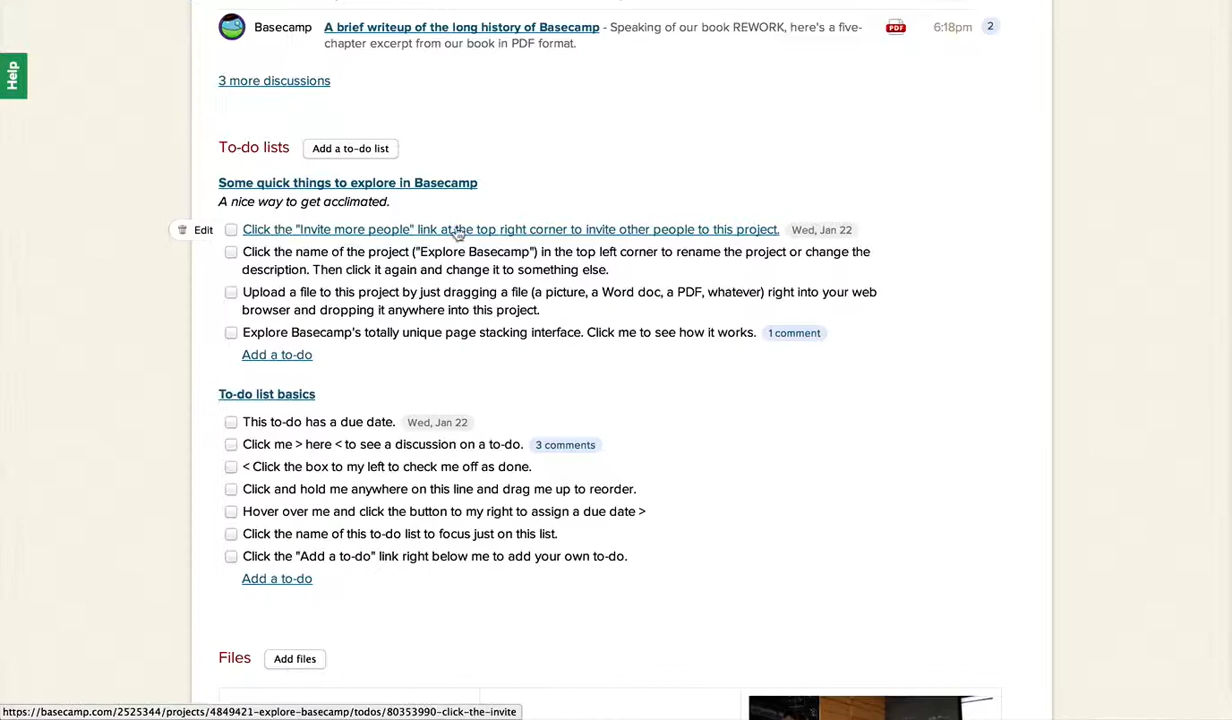 Basecamp A brief writeup of the long history of Basecamp - Speaking of our book REWORK, here's a five- PDF 6:18pm 2
chapter excerpt from our book in PDF format.
Help
3 more discussions
To-do lists Add a to-do list
Some quick things to explore in Basecamp
A nice way to get acclimated.
Edit Click the "Invite more people" link at the top right corner to invite other people to this project. Wed, Jan 22
Click the name of the project ("Explore Basecamp") in the top left corner to rename the project or change the
description. Then click it again and change it to something else.
Upload a file to this project by just dragging a file (a picture, a Word doc, a PDF, whatever) right into your web
browser and dropping it anywhere into this project.
Explore Basecamp's totally unique page stacking interface. Click me to see how it works. 1 comment
Add a to-do
To-do list basics
This to-do has a due date. Wed, Jan 22
Click me > here < to see a discussion on a to-do. 3 comments
< Click the box to my left to check me off as done.
Click and hold me anywhere on this line and drag me up to reorder.
Hover over me and click the button to my right to assign a due date >
Click the name of this to-do list to focus just on this list.
Click the "Add a to-do" link right below me to add your own to-do.
Add a to-do
Files Add files
https://basecamp.com/2525344/projects/4849421-explore-basecamp/todos/80353990-click-the-invite